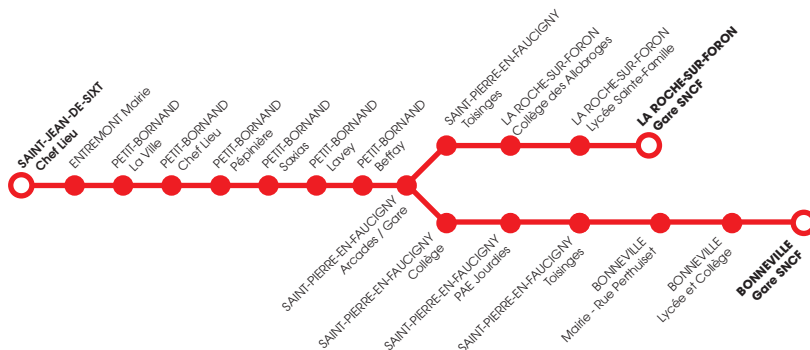 SAINT-JEAN-DE-SIXT
Chef Lieu
ENTREMONT Mairie
PETIT-BORNAND
La Ville
PETIT-BORNAND
Chef Lieu
PETIT-BORNAND
Pépinière
PETIT-BORNAND
Saxias
PETIT-BORNAND
Lavey
PETIT-BORNAND
Beffay
SAINT-PIERRE-EN-FAUCIGNY
Arcades / Gare
SAINT-PIERRE-EN-FAUCIGNY
Toisinges
LA ROCHE-SUR-FORON
Collège des Allobroges
LA ROCHE-SUR-FORON
Lycée Sainte-Famille
LA ROCHE-SUR-FORON
Gare SNCF
SAINT-PIERRE-EN-FAUCIGNY
Collège
SAINT-PIERRE-EN-FAUCIGNY
PAE Jourdies
SAINT-PIERRE-EN-FAUCIGNY
Toisinges
BONNEVILLE
Mairie - Rue Perthuiset
BONNEVILLE
Lycée et Collège
BONNEVILLE
Gare SNCF